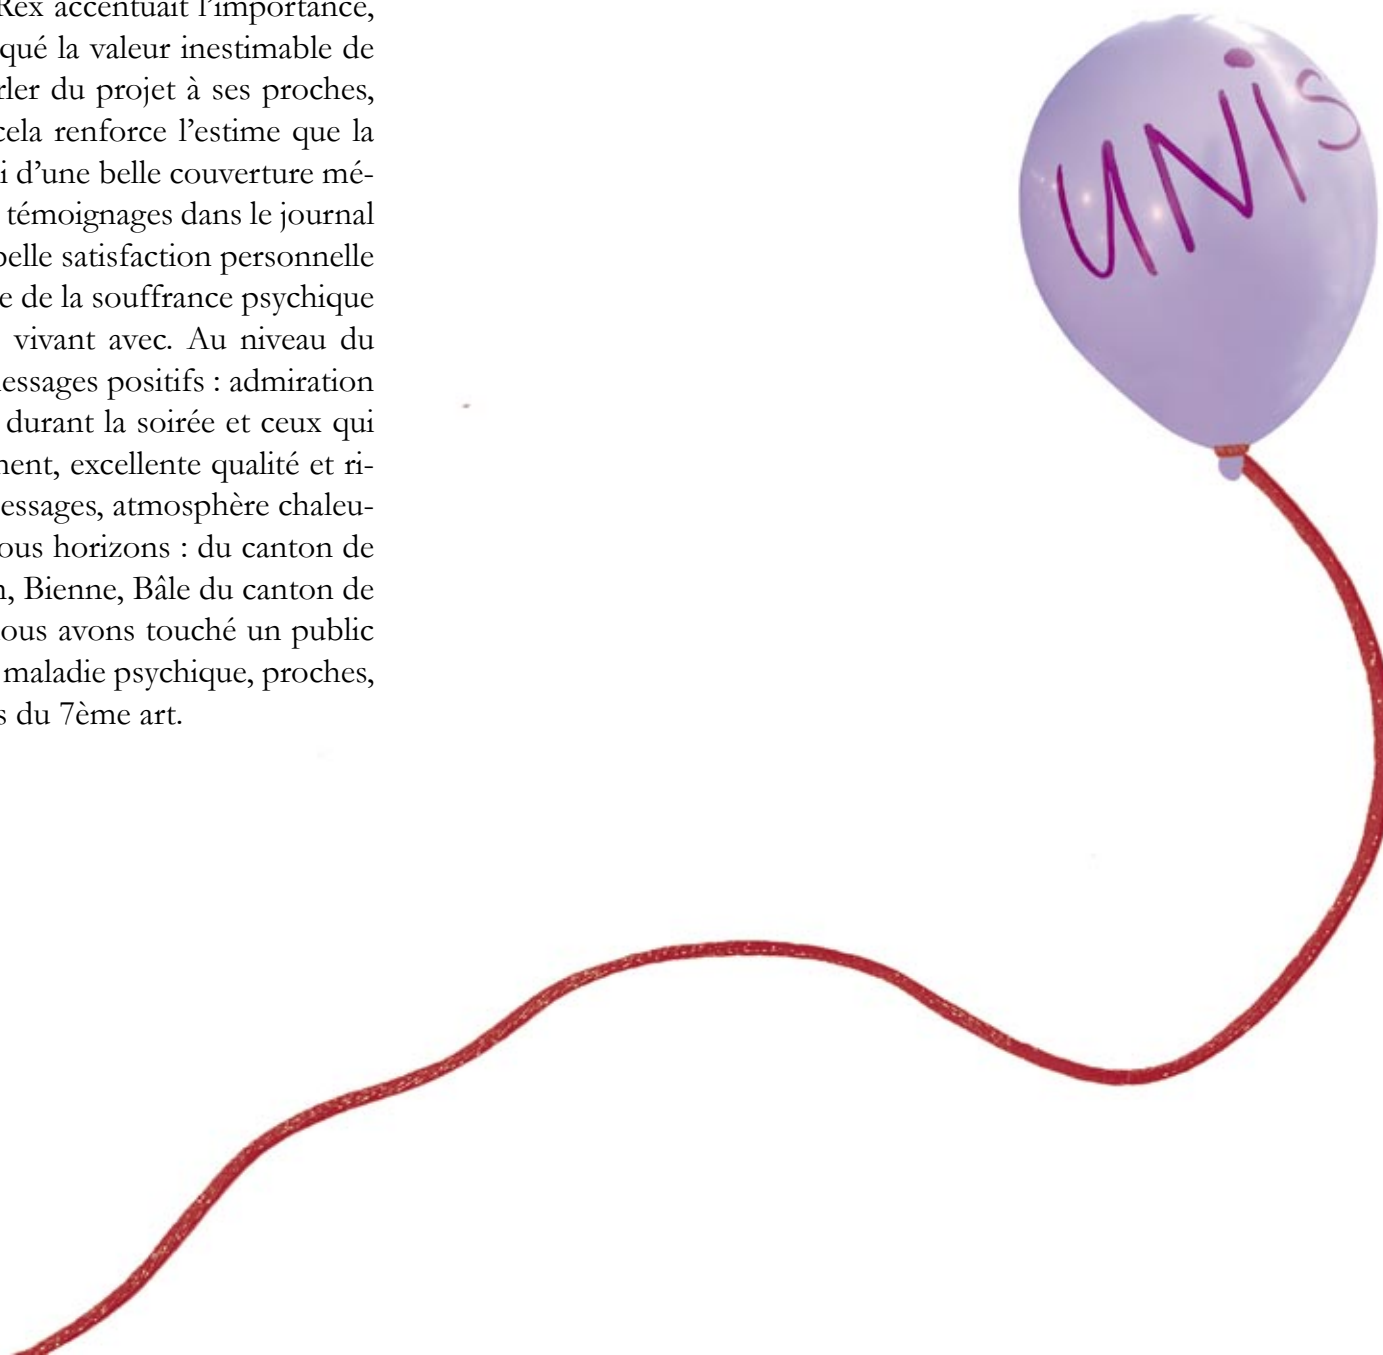 Rex accentuait l'importance,
qué la valeur inestimable de
rler du projet à ses proches,
cela renforce l'estime que la
i d'une belle couverture mé-
témoignages dans le journal
belle satisfaction personnelle
e de la souffrance psychique
vivant avec. Au niveau du
essages positifs : admiration
durant la soirée et ceux qui
ment, excellente qualité et ri-
essages, atmosphère chaleu-
ous horizons : du canton de
n, Bienne, Bâle du canton de
ous avons touché un public
maladie psychique, proches,
s du 7ème art.
UNiS